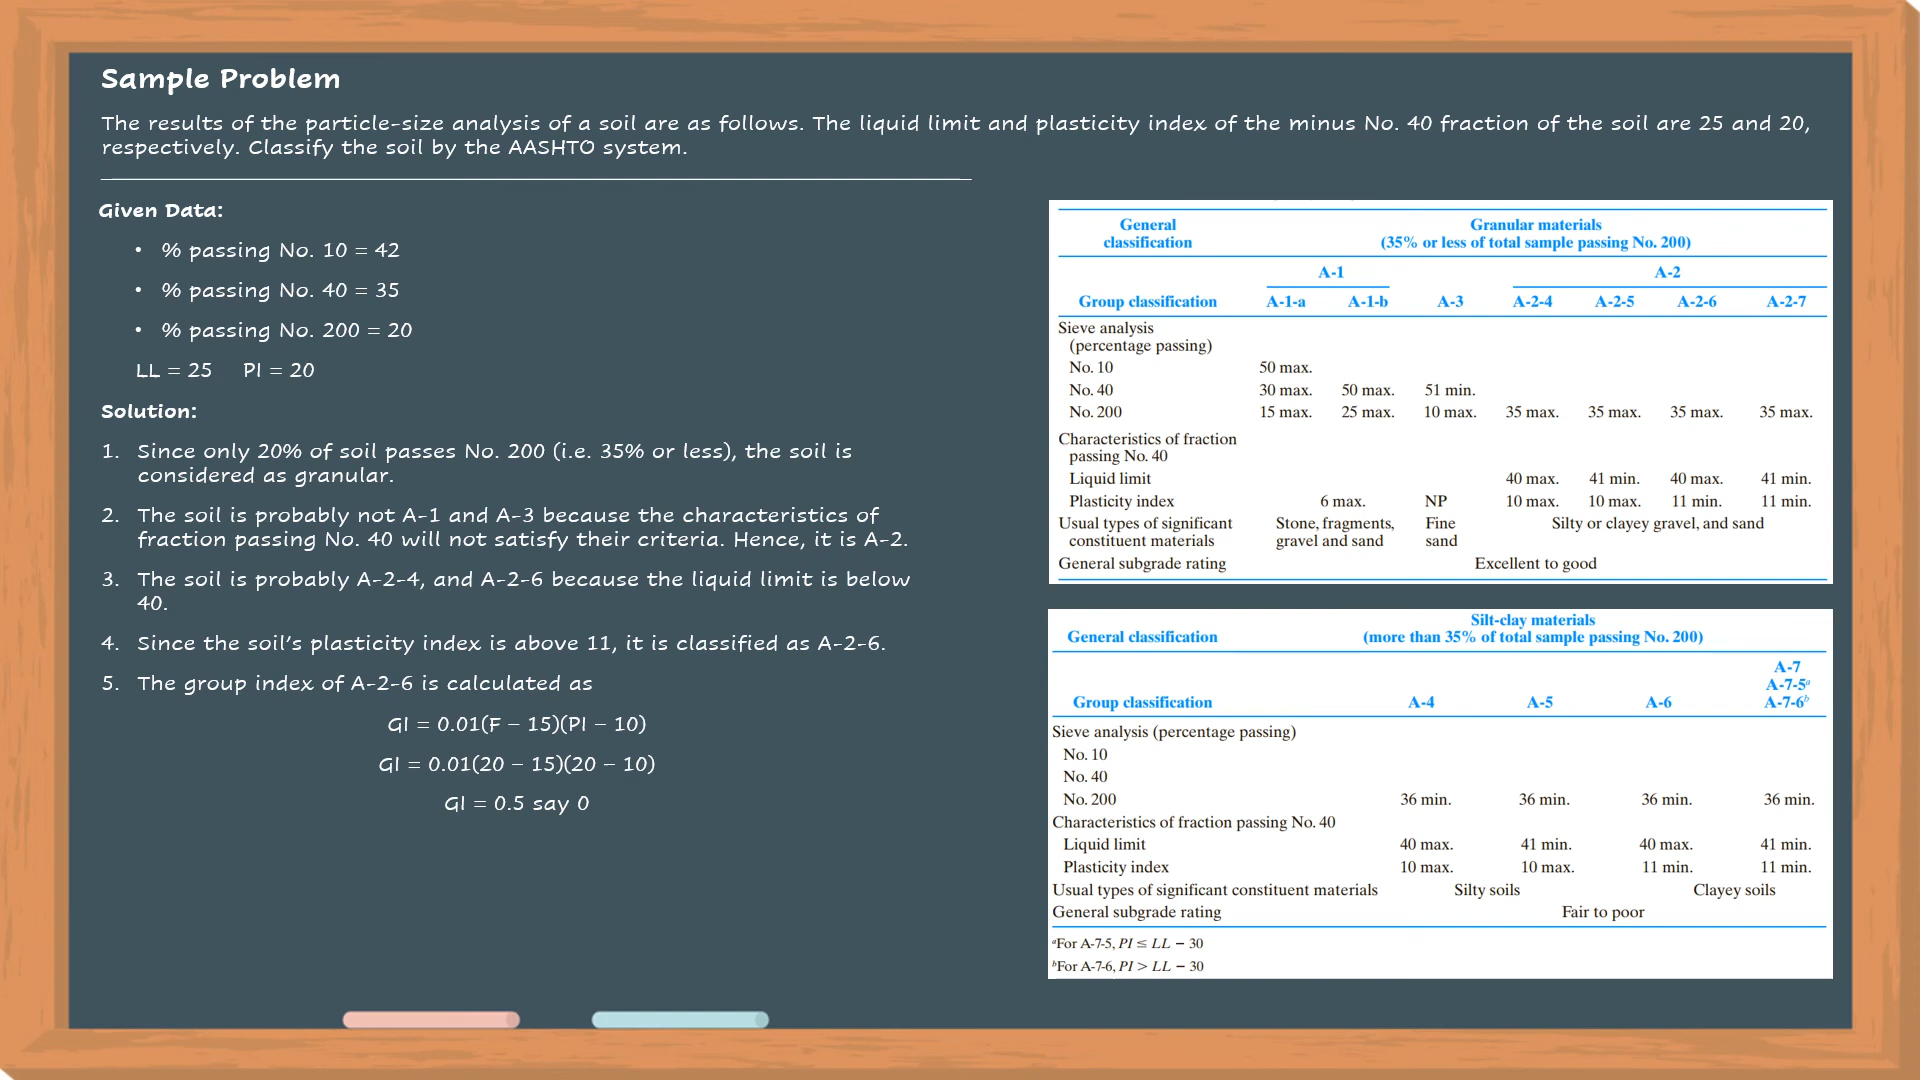 Sample Problem
The results of the particle-size analysis of a soil are as follows. The liquid limit and plasticity index of the minus No. 40 fraction of the soil are 25 and 20,
respectively. Classify the soil by the AASHTO system.
Given Data:
• % passing No. 10 = 42
• % passing No. 40 = 35
• % passing No. 200 = 20
LL = 25 PI = 20
Solution:
1. Since only 20% of soil passes No. 200 (i.e. 35% or less), the soil is
considered as granular.
2. The soil is probably not A-1 and A-3 because the characteristics of
fraction passing No. 40 will not satisfy their criteria. Hence, it is A-2.
3. The soil is probably A-2-4, and A-2-6 because the liquid limit is below
40.
4. Since the soil's plasticity index is above 11, it is classified as A-2-6.
5. The group index of A-2-6 is calculated as
GI = 0.01(F – 15)(PI – 10)
GI = 0.01(20 – 15)(20 – 10)
GI = 0.5 say 0
General Granular materials
classification (35% or less of total sample passing No. 200)
A-1 A-2
Group classification A-1-a A-1-b A-3 A-2-4 A-2-5 A-2-6 A-2-7
Sieve analysis
(percentage passing)
No. 10 50 max.
No. 40 30 max. 50 max. 51 min.
No. 200 15 max. 25 max. 10 max. 35 max. 35 max. 35 max. 35 max.
Characteristics of fraction
passing No. 40
Liquid limit 40 max. 41 min. 40 max. 41 min.
Plasticity index 6 max. NP 10 max. 10 max. 11 min. 11 min.
Usual types of significant Stone, fragments, Fine Silty or clayey gravel, and sand
constituent materials gravel and sand sand
General subgrade rating Excellent to good
Silt-clay materials
General classification (more than 35% of total sample passing No. 200)
A-7
A-7-5ᵃ
Group classification A-4 A-5 A-6 A-7-6ᵇ
Sieve analysis (percentage passing)
No. 10
No. 40
No. 200 36 min. 36 min. 36 min. 36 min.
Characteristics of fraction passing No. 40
Liquid limit 40 max. 41 min. 40 max. 41 min.
Plasticity index 10 max. 10 max. 11 min. 11 min.
Usual types of significant constituent materials Silty soils Clayey soils
General subgrade rating Fair to poor
ᵃFor A-7-5, PI ≤ LL − 30
ᵇFor A-7-6, PI > LL − 30